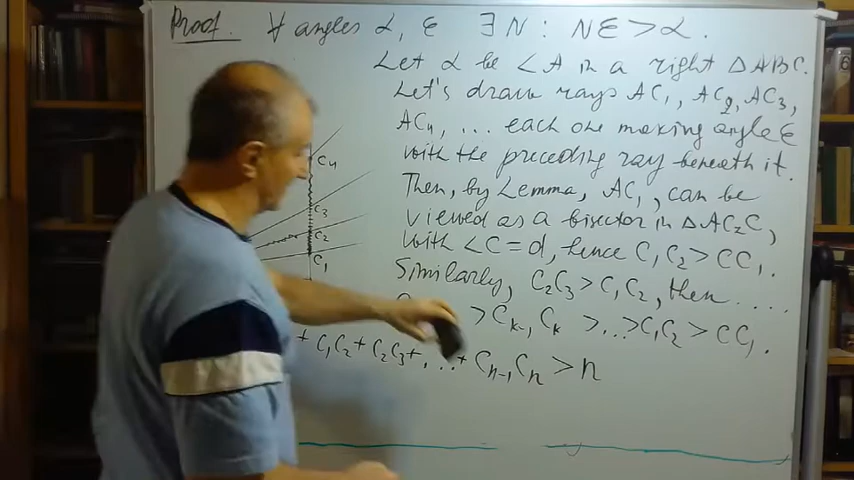 Proof. ∀ angles α, ε ∃N : Nε > α.
Let α be ∠A in a right △ABC.
Let's draw rays AC₁, AC₂, AC₃,
AC₄, ... each one making angle ε
with the preceding ray beneath it.
Then, by Lemma, AC₁, can be
viewed as a bisector in △AC₂C,
with ∠C = d, hence C₁C₂ > CC₁.
Similarly, C₂C₃ > C₁C₂, then ....
> Cₖ₋₁Cₖ > ... > C₁C₂ > CC₁.
+ C₁C₂ + C₂C₃ + ... + Cₙ₋₁Cₙ > n
C₄
C₃
C₂
C₁